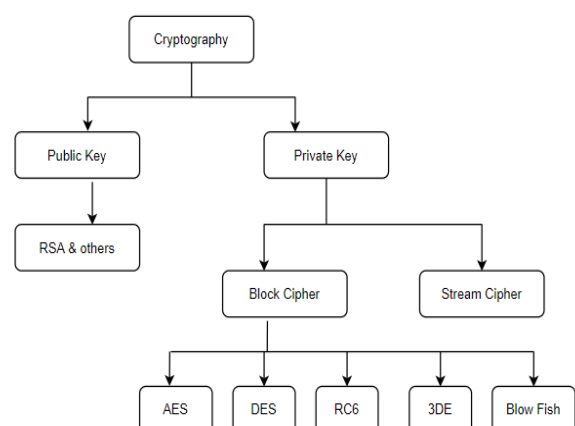 Cryptography
Public Key
Private Key
RSA & others
Block Cipher
Stream Cipher
AES
DES
RC6
3DE
Blow Fish